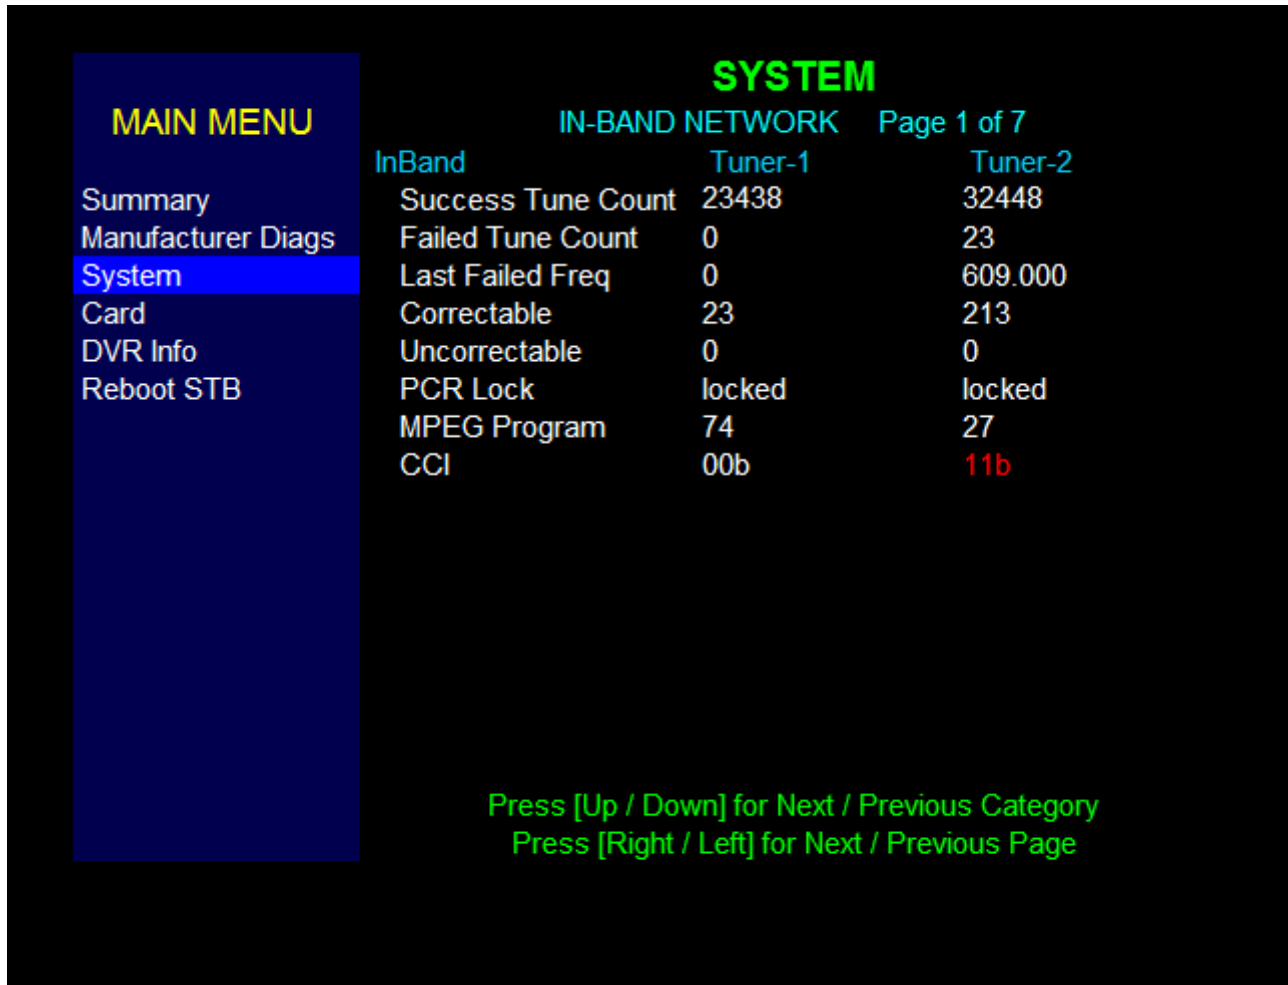 SYSTEM
MAIN MENU
IN-BAND NETWORK Page 1 of 7
InBand Tuner-1 Tuner-2
Summary
Manufacturer Diags
System
Card
DVR Info
Reboot STB
Success Tune Count 23438 32448
Failed Tune Count 0 23
Last Failed Freq 0 609.000
Correctable 23 213
Uncorrectable 0 0
PCR Lock locked locked
MPEG Program 74 27
CCI 00b 11b
Press [Up / Down] for Next / Previous Category
Press [Right / Left] for Next / Previous Page